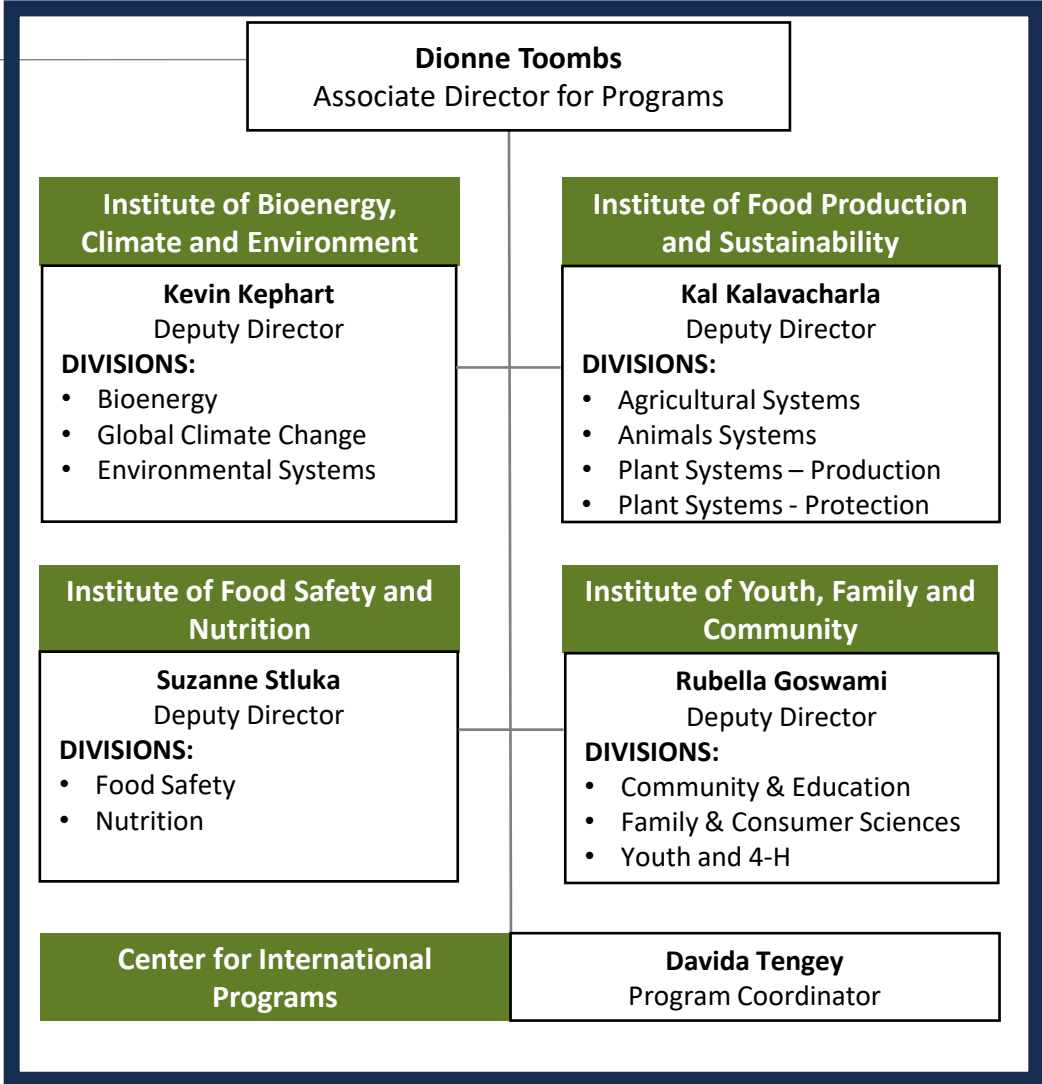 Dionne Toombs
Associate Director for Programs
Institute of Bioenergy,
Climate and Environment
Kevin Kephart
Deputy Director
DIVISIONS:
• Bioenergy
• Global Climate Change
• Environmental Systems
Institute of Food Production
and Sustainability
Kal Kalavacharla
Deputy Director
DIVISIONS:
• Agricultural Systems
• Animals Systems
• Plant Systems – Production
• Plant Systems - Protection
Institute of Food Safety and
Nutrition
Suzanne Stluka
Deputy Director
DIVISIONS:
• Food Safety
• Nutrition
Institute of Youth, Family and
Community
Rubella Goswami
Deputy Director
DIVISIONS:
• Community & Education
• Family & Consumer Sciences
• Youth and 4-H
Center for International
Programs
Davida Tengey
Program Coordinator